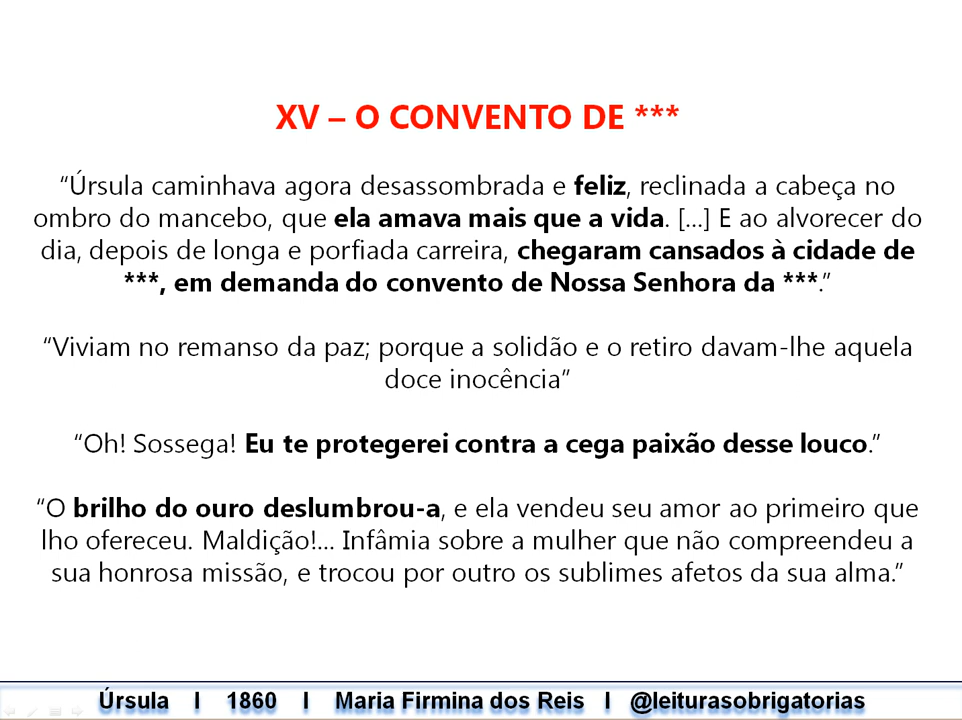 XV – O CONVENTO DE ***
“Úrsula caminhava agora desassombrada e feliz, reclinada a cabeça no
ombro do mancebo, que ela amava mais que a vida. [...] E ao alvorecer do
dia, depois de longa e porfiada carreira, chegaram cansados à cidade de
***, em demanda do convento de Nossa Senhora da ***.”
“Viviam no remanso da paz; porque a solidão e o retiro davam-lhe aquela
doce inocência”
“Oh! Sossega! Eu te protegerei contra a cega paixão desse louco.”
“O brilho do ouro deslumbrou-a, e ela vendeu seu amor ao primeiro que
lho ofereceu. Maldição!... Infâmia sobre a mulher que não compreendeu a
sua honrosa missão, e trocou por outro os sublimes afetos da sua alma.”
Úrsula I 1860 I Maria Firmina dos Reis I @leiturasobrigatorias